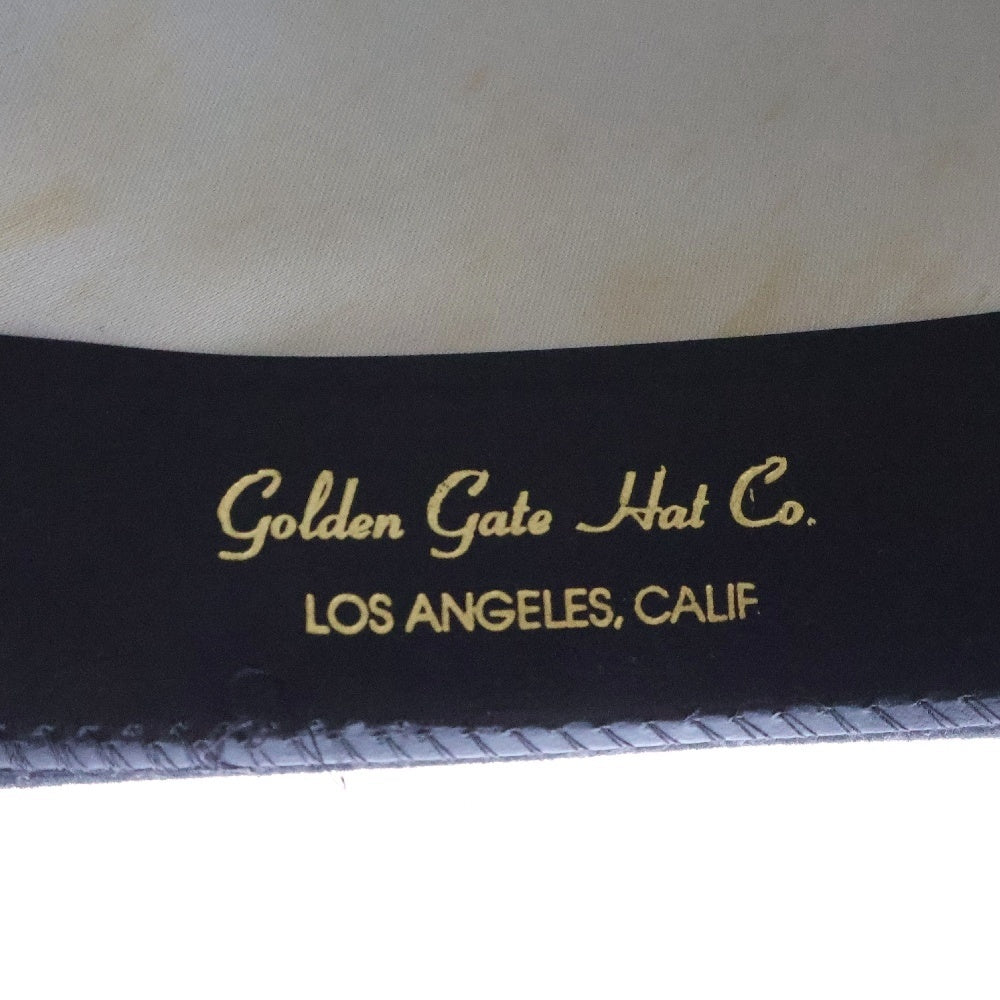 Golden Gate Hat Co.
LOS ANGELES, CALIF